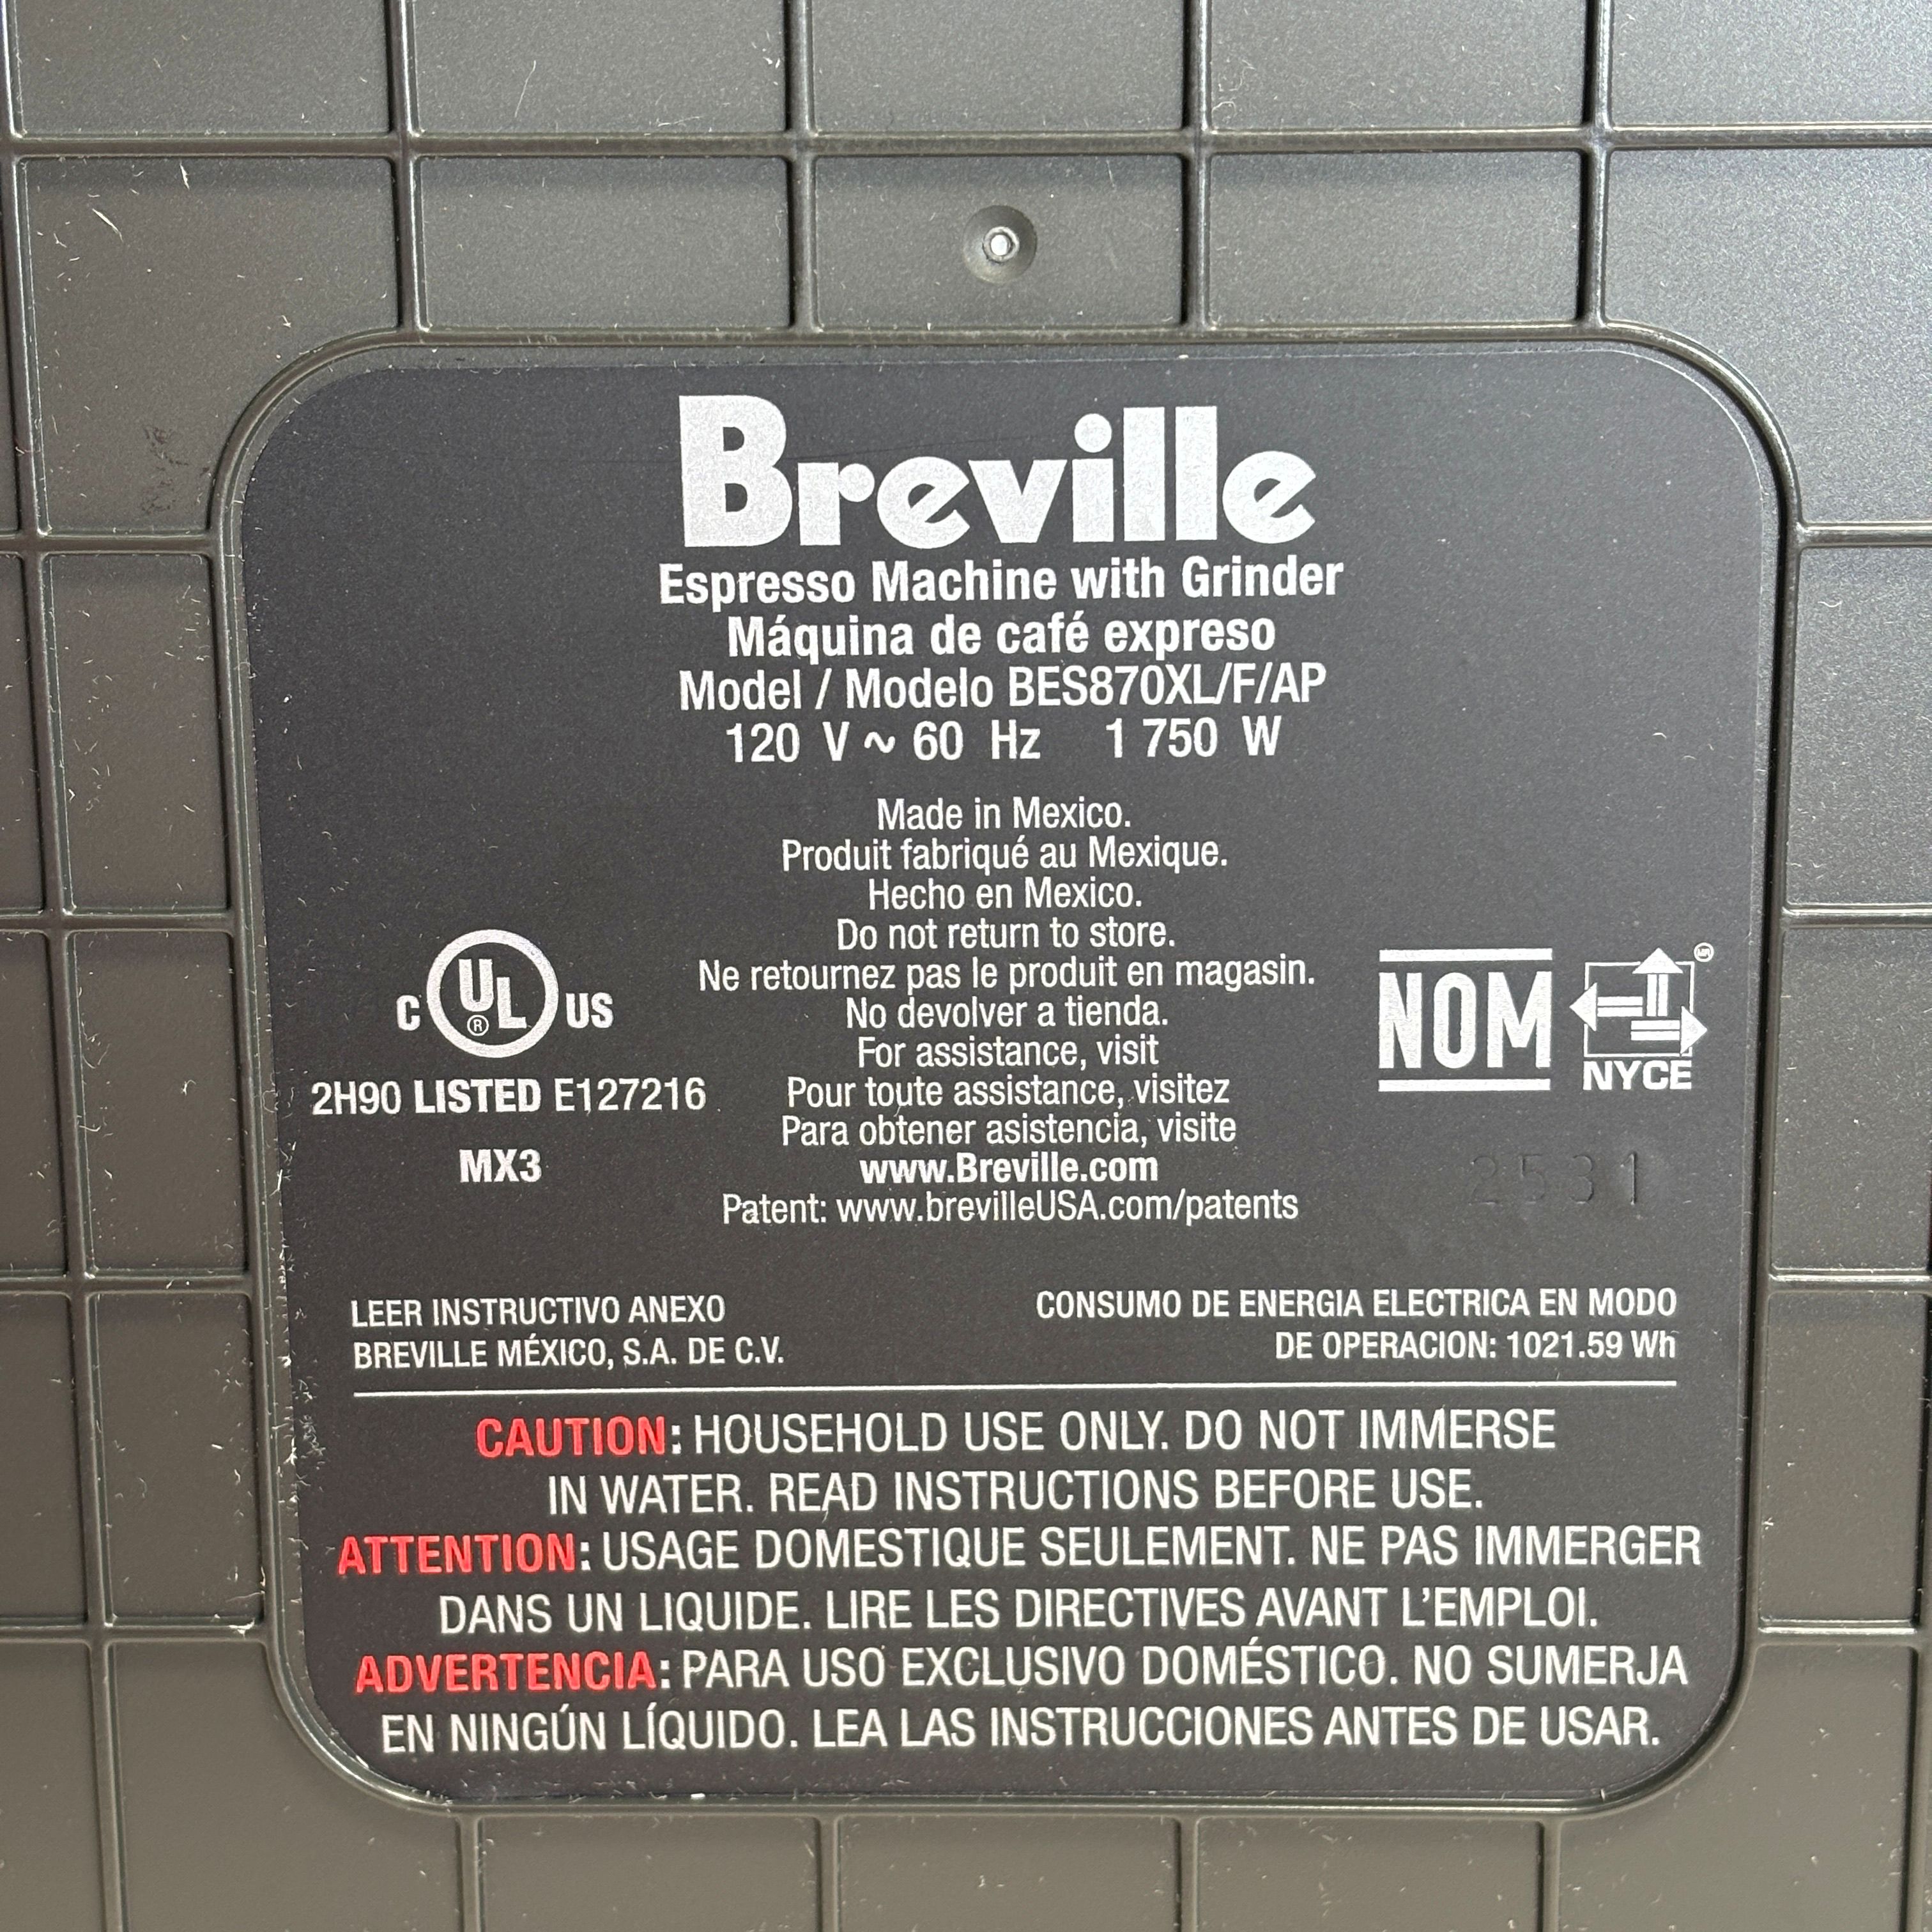 Breville
Espresso Machine with Grinder
Máquina de café expreso
Model / Modelo BES870XL/F/AP
120 V ~ 60 Hz 1 750 W
Made in Mexico.
Produit fabriqué au Mexique.
Hecho en Mexico.
Do not return to store.
Ne retournez pas le produit en magasin.
No devolver a tienda.
For assistance, visit
Pour toute assistance, visitez
Para obtener asistencia, visite
www.Breville.com
Patent: www.brevilleUSA.com/patents
C UL ® US
2H90 LISTED E127216
MX3
NOM
MR
NYCE
2531
LEER INSTRUCTIVO ANEXO
BREVILLE MÉXICO, S.A. DE C.V.
CONSUMO DE ENERGIA ELECTRICA EN MODO
DE OPERACION: 1021.59 Wh
CAUTION: HOUSEHOLD USE ONLY. DO NOT IMMERSE
IN WATER. READ INSTRUCTIONS BEFORE USE.
ATTENTION: USAGE DOMESTIQUE SEULEMENT. NE PAS IMMERGER
DANS UN LIQUIDE. LIRE LES DIRECTIVES AVANT L'EMPLOI.
ADVERTENCIA: PARA USO EXCLUSIVO DOMÉSTICO. NO SUMERJA
EN NINGÚN LÍQUIDO. LEA LAS INSTRUCCIONES ANTES DE USAR.